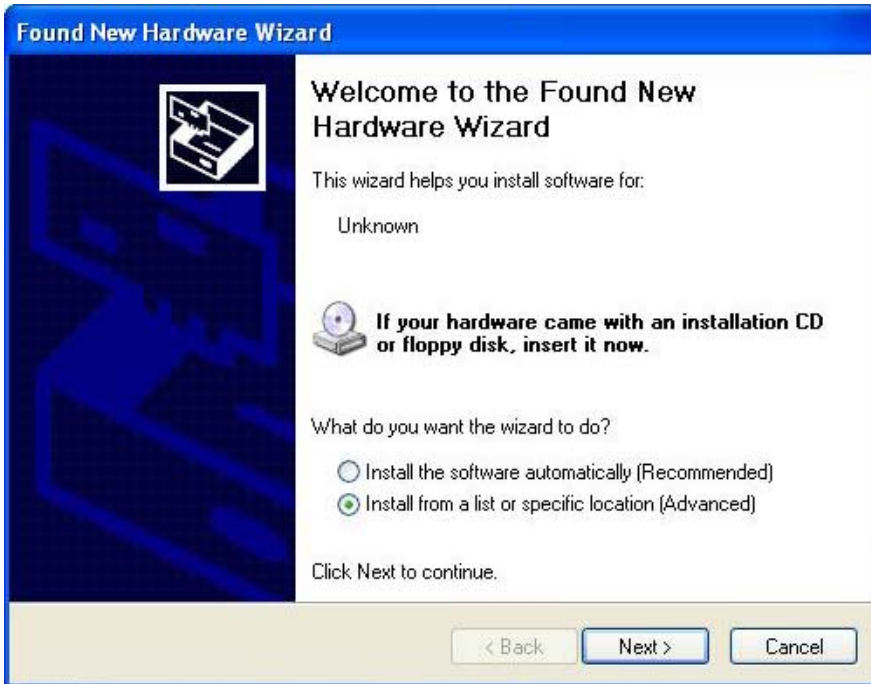 Found New Hardware Wizard
Welcome to the Found New
Hardware Wizard
This wizard helps you install software for:
Unknown
If your hardware came with an installation CD
or floppy disk, insert it now.
What do you want the wizard to do?
Install the software automatically (Recommended)
Install from a list or specific location (Advanced)
Click Next to continue.
< Back Next > Cancel